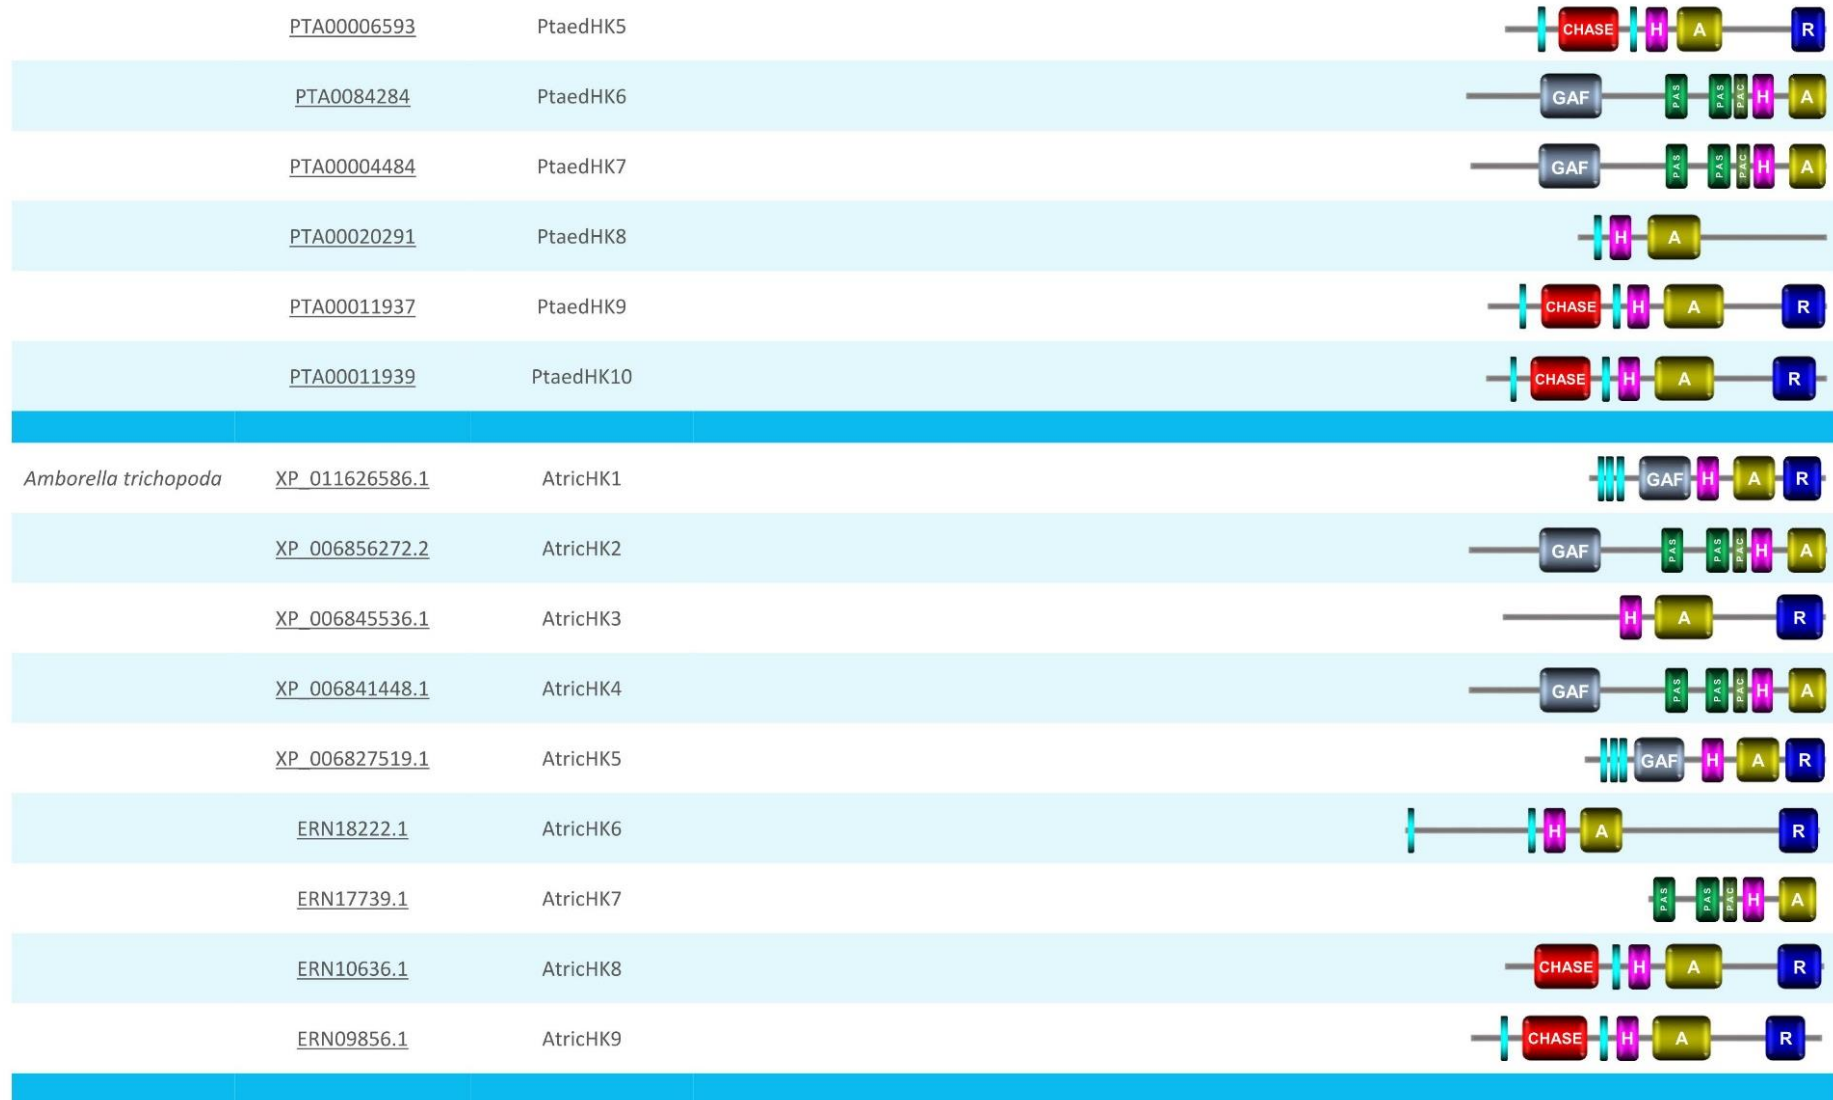 PTA00006593 PtaedHK5 CHASE H A R
PTA0084284 PtaedHK6 GAF PAS PAS PAC H A
PTA00004484 PtaedHK7 GAF PAS PAS PAC H A
PTA00020291 PtaedHK8 H A
PTA00011937 PtaedHK9 CHASE H A R
PTA00011939 PtaedHK10 CHASE H A R
Amborella trichopoda XP_011626586.1 AtricHK1 GAF H A R
XP_006856272.2 AtricHK2 GAF PAS PAS PAC H A
XP_006845536.1 AtricHK3 H A R
XP_006841448.1 AtricHK4 GAF PAS PAS PAC H A
XP_006827519.1 AtricHK5 GAF H A R
ERN18222.1 AtricHK6 H A R
ERN17739.1 AtricHK7 PAS PAS PAC H A
ERN10636.1 AtricHK8 CHASE H A R
ERN09856.1 AtricHK9 CHASE H A R